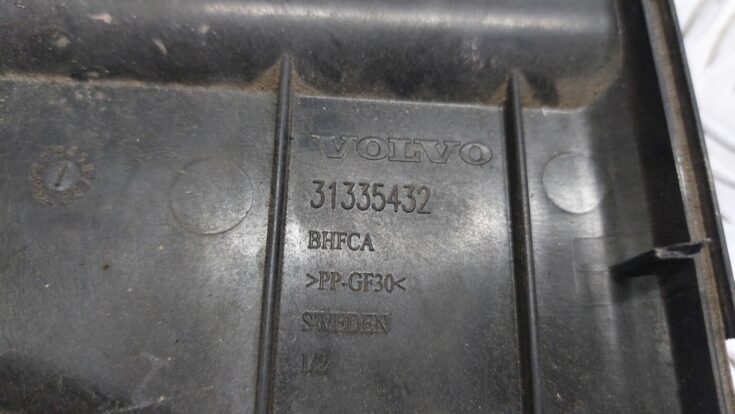 VOLVO
31335432
BHFCA
>PP-GF30<
SWEDEN
1/2